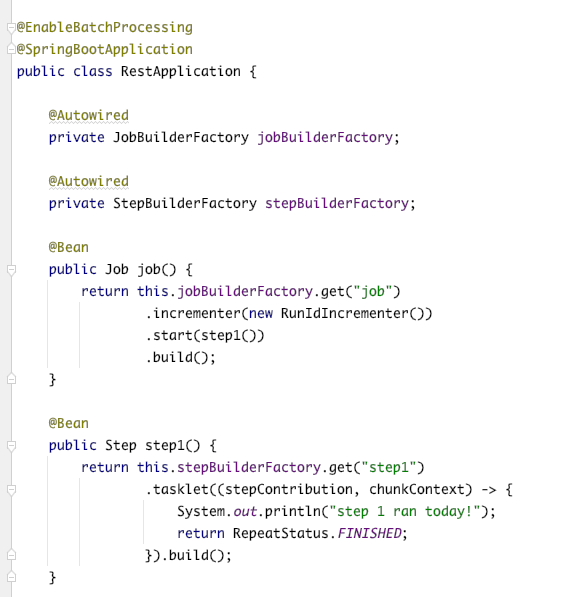 @EnableBatchProcessing
@SpringBootApplication
public class RestApplication {
@Autowired
private JobBuilderFactory jobBuilderFactory;
@Autowired
private StepBuilderFactory stepBuilderFactory;
@Bean
public Job job() {
return this.jobBuilderFactory.get("job")
.incrementer(new RunIdIncrementer())
.start(step1())
.build();
}
@Bean
public Step step1() {
return this.stepBuilderFactory.get("step1")
.tasklet((stepContribution, chunkContext) -> {
System.out.println("step 1 ran today!");
return RepeatStatus.FINISHED;
}).build();
}